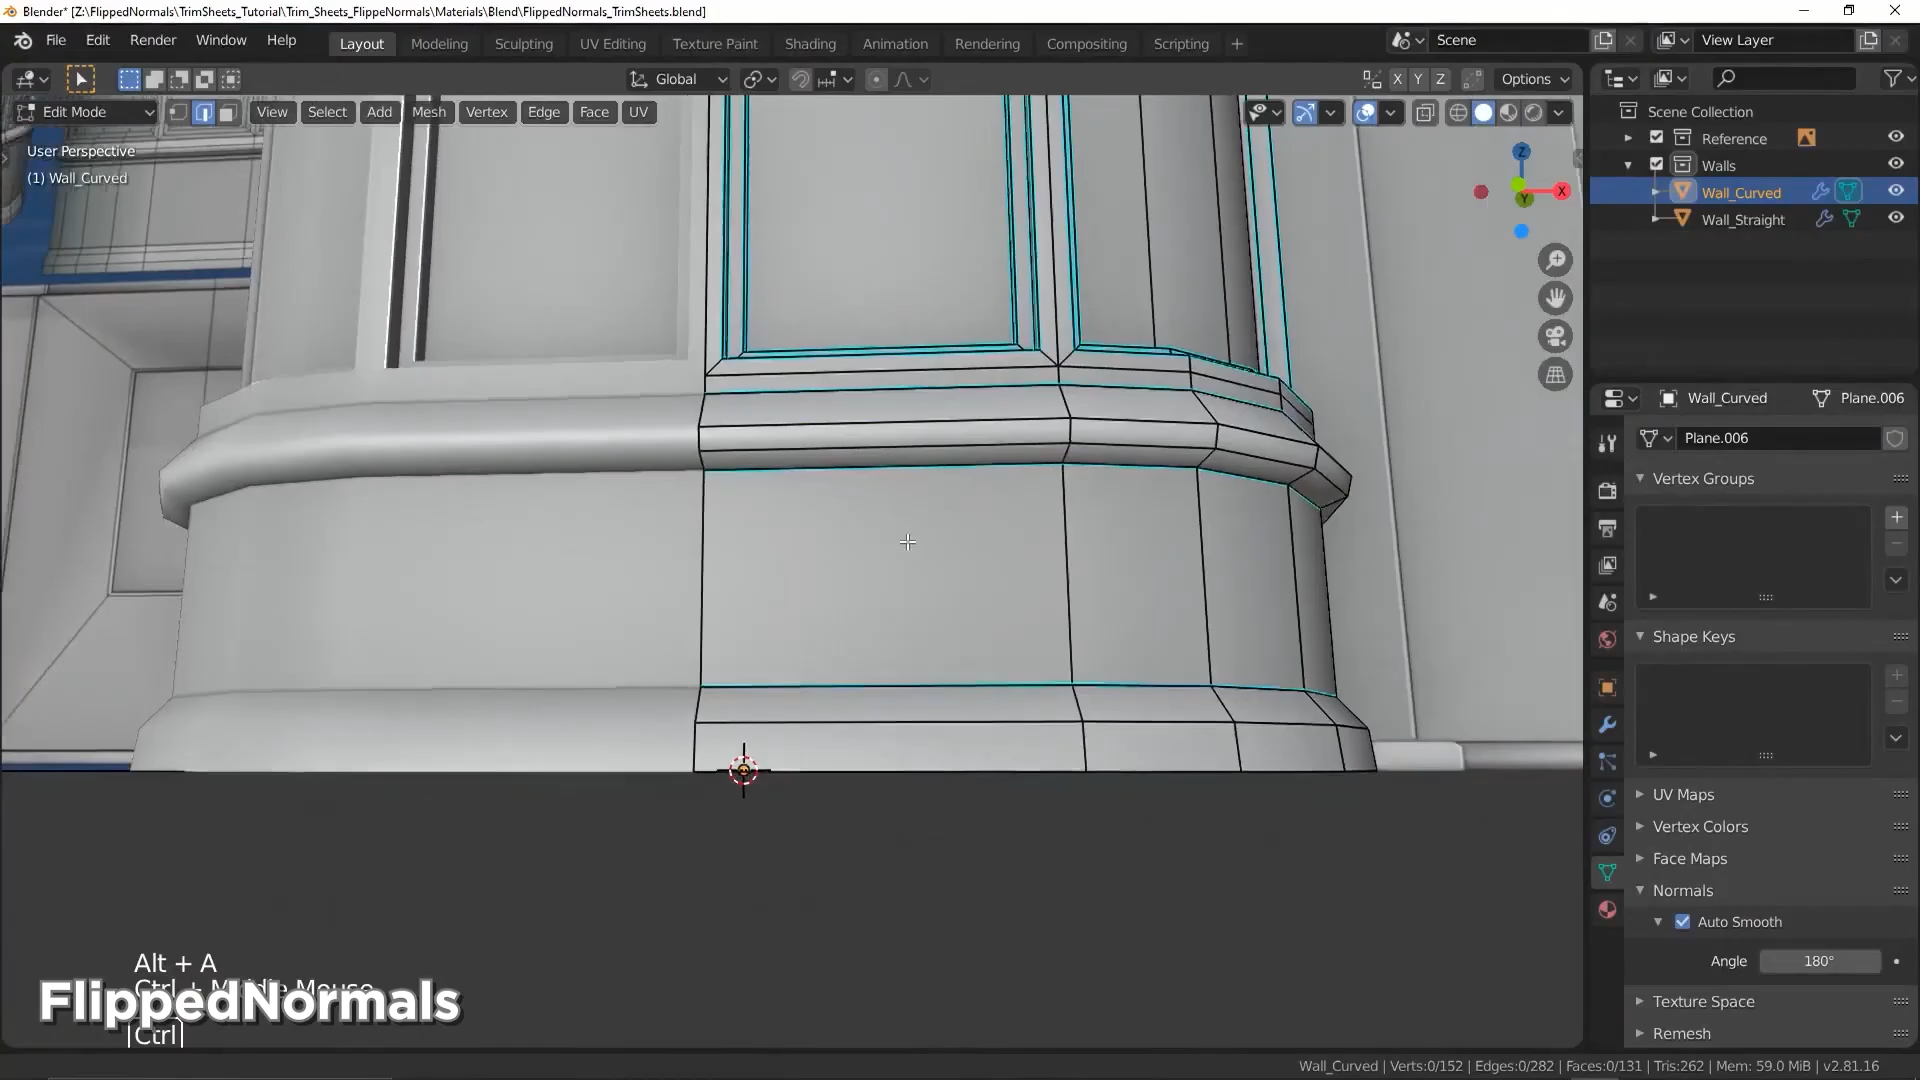 Blender* [Z:\FlippedNormals\TrimSheets_Tutorial\Trim_Sheets_FlippeNormals\Materials\Blend\FlippedNormals_TrimSheets.blend]
File Edit Render Window Help Layout Modeling Sculpting UV Editing Texture Paint Shading Animation Rendering Compositing Scripting + Scene View Layer
Global X Y Z Options
Edit Mode View Select Add Mesh Vertex Edge Face UV
User Perspective
(1) Wall_Curved
Z
X
Y
Scene Collection
Reference
Walls
Wall_Curved
Wall_Straight
Wall_Curved Plane.006
Plane.006
Vertex Groups
Shape Keys
UV Maps
Vertex Colors
Face Maps
Normals
Auto Smooth
Angle 180°
Texture Space
Remesh
Alt + A
Ctrl + Middle Mouse
FlippedNormals
[Ctrl]
Wall_Curved | Verts:0/152 | Edges:0/282 | Faces:0/131 | Tris:262 | Mem: 59.0 MiB | v2.81.16